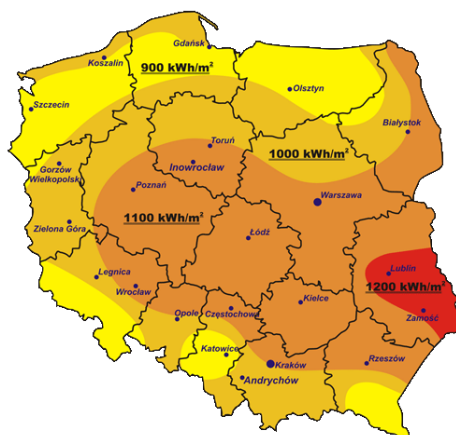 Gdańsk
Koszalin
900 kWh/m²
Olsztyn
Szczecin
Białystok
Toruń
1000 kWh/m²
Gorzów
Wielkopolski
Inowrocław
Poznań
Warszawa
1100 kWh/m²
Zielona Góra
Łódź
Legnica
Lublin
Wrocław
1200 kWh/m²
Kielce
Opole
Częstochowa
Zamość
Katowice
Kraków
Rzeszów
Andrychów